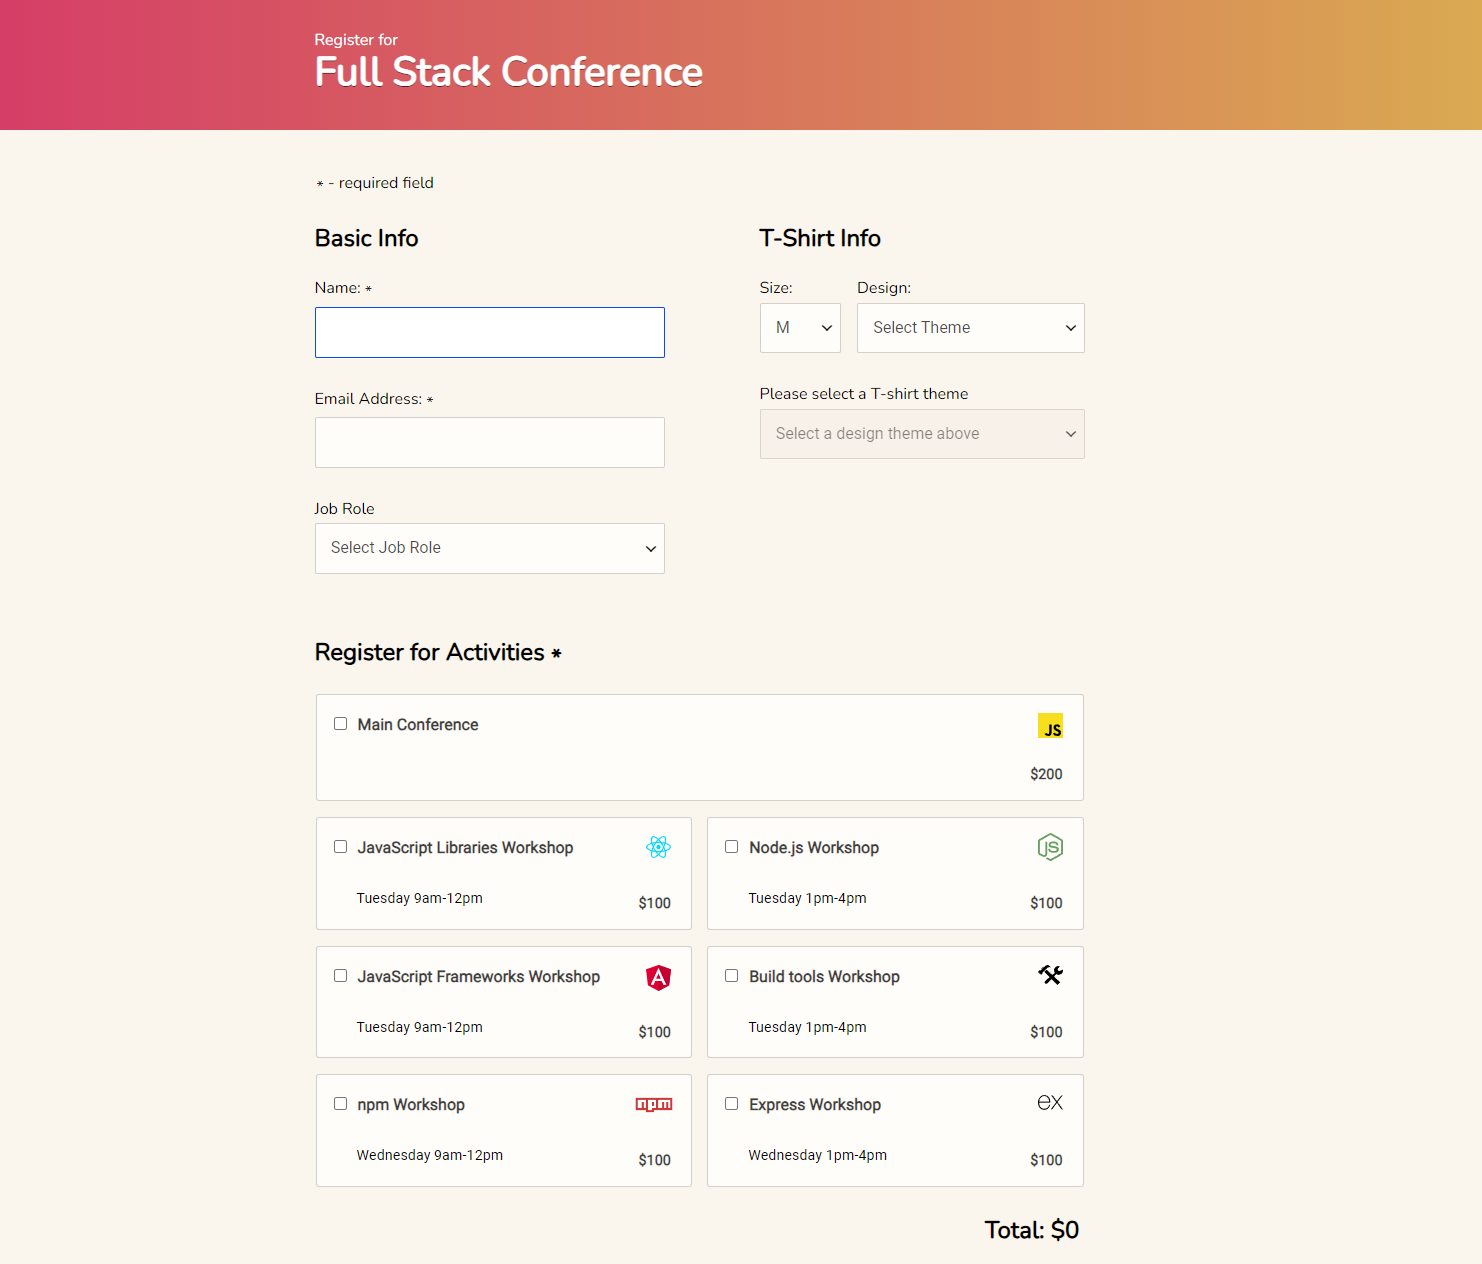 Register for
Full Stack Conference
* - required field
Basic Info
Name: *
Email Address: *
Job Role
Select Job Role
T-Shirt Info
Size:
Design:
M
Select Theme
Please select a T-shirt theme
Select a design theme above
Register for Activities *
Main Conference
JS
$200
JavaScript Libraries Workshop
Tuesday 9am-12pm
$100
Node.js Workshop
JS
Tuesday 1pm-4pm
$100
JavaScript Frameworks Workshop
A
Tuesday 9am-12pm
$100
Build tools Workshop
Tuesday 1pm-4pm
$100
npm Workshop
npm
Wednesday 9am-12pm
$100
Express Workshop
ex
Wednesday 1pm-4pm
$100
Total: $0